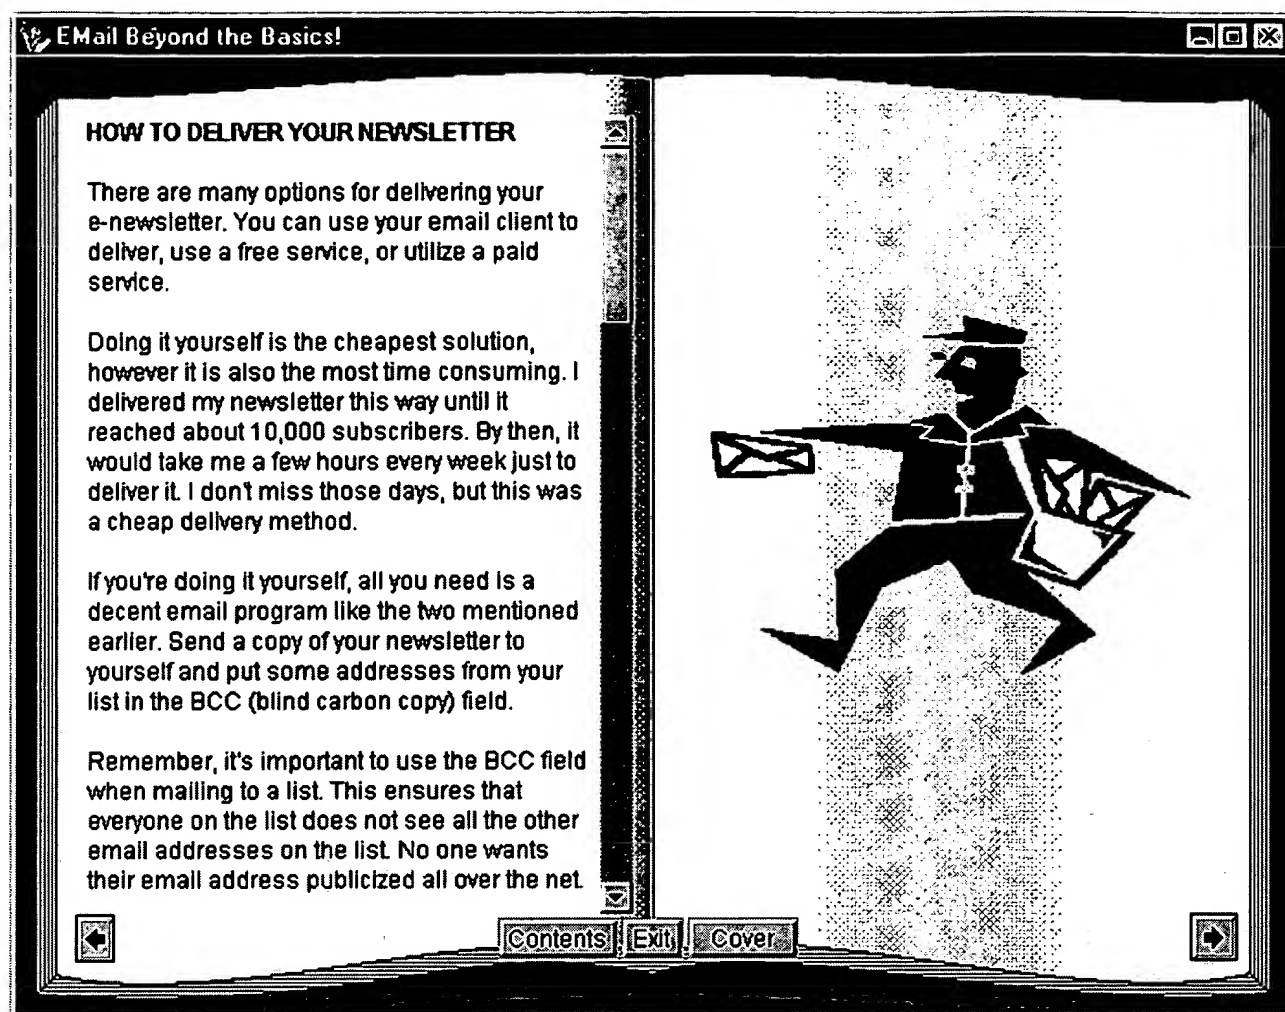 EMail Beyond the Basics!
HOW TO DELIVER YOUR NEWSLETTER
There are many options for delivering your
e-newsletter. You can use your email client to
deliver, use a free service, or utilize a paid
service.
Doing it yourself is the cheapest solution,
however it is also the most time consuming. I
delivered my newsletter this way until it
reached about 10,000 subscribers. By then, it
would take me a few hours every week just to
deliver it. I don't miss those days, but this was
a cheap delivery method.
If you're doing it yourself, all you need is a
decent email program like the two mentioned
earlier. Send a copy of your newsletter to
yourself and put some addresses from your
list in the BCC (blind carbon copy) field.
Remember, it's important to use the BCC field
when mailing to a list. This ensures that
everyone on the list does not see all the other
email addresses on the list. No one wants
their email address publicized all over the net.
Contents Exit Cover